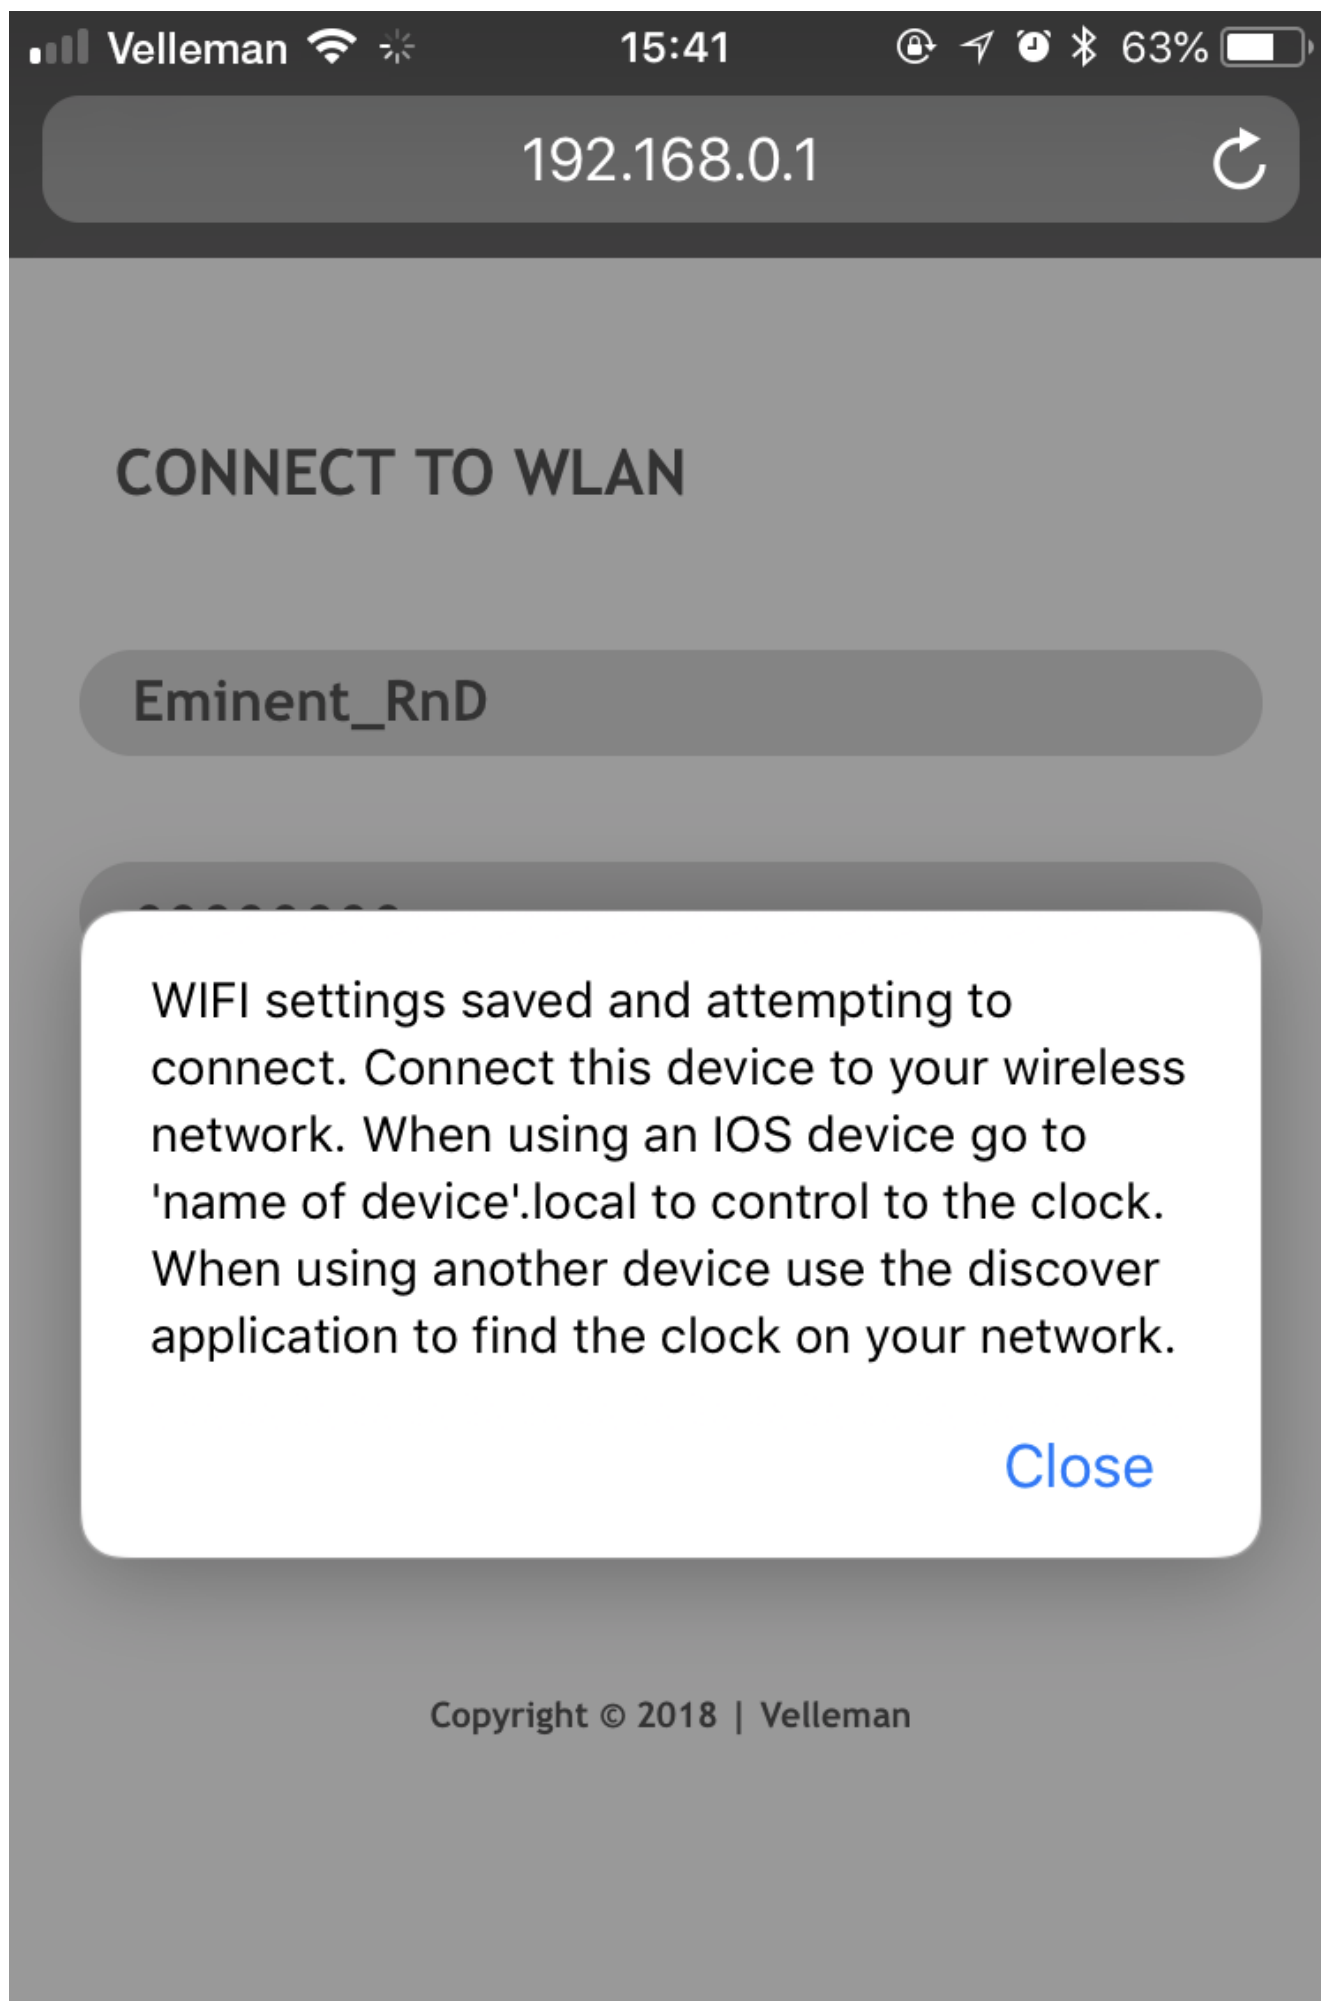 Velleman 15:41 63%
192.168.0.1
CONNECT TO WLAN
Eminent_RnD
WIFI settings saved and attempting to
connect. Connect this device to your wireless
network. When using an IOS device go to
'name of device'.local to control to the clock.
When using another device use the discover
application to find the clock on your network.
Close
Copyright © 2018 | Velleman